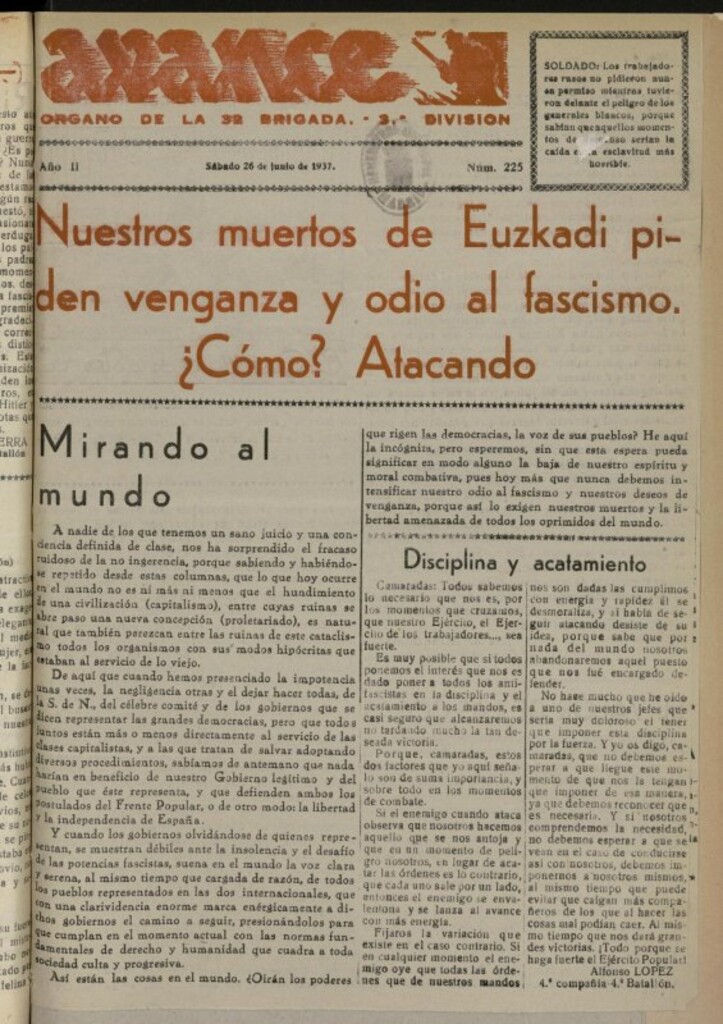 avance
ORGANO DE LA 32 BRIGADA. - 3.ª DIVISION
Año II
Sábado 26 de junio de 1937.
Núm. 225
SOLDADO: Los trabajado-
res rusos no pidieron nun-
ca permiso mientras tuvie-
ron delante el peligro de los
generales blancos, porque
sabían que aquellos momen-
tos de descanso serían la
caída en la esclavitud más
horrible.
Nuestros muertos de Euzkadi pi-
den venganza y odio al fascismo.
¿Cómo? Atacando
Mirando al
mundo
A nadie de los que tenemos un sano juicio y una con-
ciencia definida de clase, nos ha sorprendido el fracaso
ruidoso de la no ingerencia, porque sabiendo y habiéndo-
se repetido desde estas columnas, que lo que hoy ocurre
en el mundo no es ni más ni menos que el hundimiento
de una civilización (capitalismo), entre cuyas ruinas se
abre paso una nueva concepción (proletariado), es natu-
ral que también perezcan entre las ruinas de este cataclis-
mo todos los organismos con sus modos hipócritas que
estaban al servicio de lo viejo.
De aquí que cuando hemos presenciado la impotencia
unas veces, la negligencia otras y el dejar hacer todas, de
la S. de N., del célebre comité y de los gobiernos que se
dicen representar las grandes democracias, pero que todos
juntos están más o menos directamente al servicio de las
clases capitalistas, y a las que tratan de salvar adoptando
diversos procedimientos, sabíamos de antemano que nada
harían en beneficio de nuestro Gobierno legítimo y del
pueblo que éste representa, y que defienden ambos los
postulados del Frente Popular, o de otro modo: la libertad
y la independencia de España.
Y cuando los gobiernos olvidándose de quienes repre-
sentan, se muestran débiles ante la insolencia y el desafío
de las potencias fascistas, suena en el mundo la voz clara
y serena, al mismo tiempo que cargada de razón, de todos
los pueblos representados en las dos internacionales, que
con una clarividencia enorme marca enérgicamente a di-
chos gobiernos el camino a seguir, presionándolos para
que cumplan en el momento actual con las normas fun-
damentales de derecho y humanidad que cuadra a toda
sociedad culta y progresiva.
Así están las cosas en el mundo. ¿Oirán los poderes
que rigen las democracias, la voz de sus pueblos? He aquí
la incógnita, pero esperemos, sin que esta espera pueda
significar en modo alguno la baja de nuestro espíritu y
moral combativa, pues hoy más que nunca debemos in-
tensificar nuestro odio al fascismo y nuestros deseos de
venganza, porque así lo exigen nuestros muertos y la li-
bertad amenazada de todos los oprimidos del mundo.
Disciplina y acatamiento
Camaradas: Todos sabemos
lo necesario que nos es, por
los momentos que cruzamos,
que nuestro Ejército, el Ejér-
cito de los trabajadores..., sea
fuerte.
Es muy posible que si todos
ponemos el interés que nos es
dado poner a todos los anti-
fascistas en la disciplina y el
acatamiento a los mandos, es
casi seguro que alcanzaremos
no tardando mucho la tan de-
seada victoria.
Porque, camaradas, estos
dos factores que yo aquí seña-
lo son de suma importancia, y
sobre todo en los momentos
de combate.
Si el enemigo cuando ataca
observa que nosotros hacemos
aquello que se nos antoja y
que en un momento de peli-
gro nosotros, en lugar de aca-
tar las órdenes es lo contrario,
que cada uno sale por un lado,
entonces el enemigo se enva-
lentona y se lanza al avance
con más energía.
Fijaros la variación que
existe en el caso contrario. Si
en cualquier momento el ene-
migo oye que todas las órde-
nes que de nuestros mandos
nos son dadas las cumplimos
con energía y rapidez él se
desmoraliza, y si había de se-
guir atacando desiste de su
idea, porque sabe que por
nada del mundo nosotros
abandonaremos aquel puesto
que nos fué encargado de-
fender.
No hace mucho que he oído
a uno de nuestros jefes que
sería muy doloroso el tener
que imponer esta disciplina
por la fuerza. Y yo os digo, ca-
maradas, que no debemos es-
perar a que llegue este mo-
mento de que nos la tengan
que imponer de esa manera,
ya que debemos reconocer que
es necesaria. Y si nosotros
comprendemos la necesidad,
no debemos esperar a que se
vean en el caso de conducirse
así con nosotros, debemos im-
ponernos a nosotros mismos,
al mismo tiempo que puede
evitar que caigan más compa-
ñeros de los que al hacer las
cosas mal podían caer. Al mis-
mo tiempo que nos dará gran-
des victorias. ¡Todo porque se
haga fuerte el Ejército Popular!
Alfonso LOPEZ
4.ª compañía-4.º Batallón.